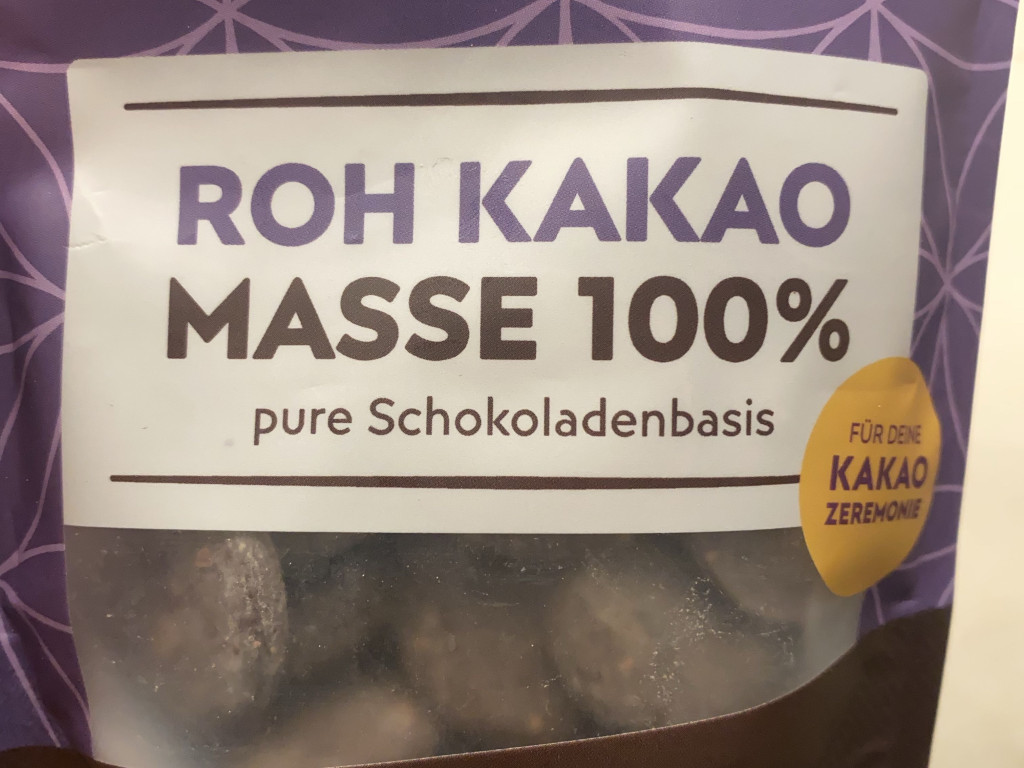 ROH KAKAO
MASSE 100%
pure Schokoladenbasis
FÜR DEINE
KAKAO
ZEREMONIE